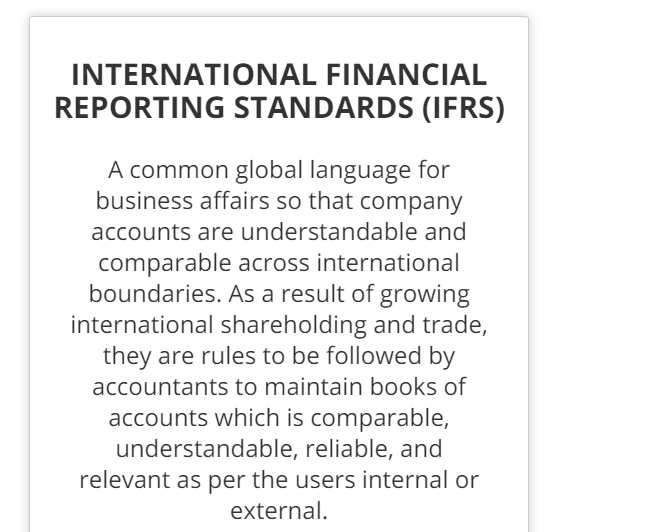 INTERNATIONAL FINANCIAL
REPORTING STANDARDS (IFRS)
A common global language for
business affairs so that company
accounts are understandable and
comparable across international
boundaries. As a result of growing
international shareholding and trade,
they are rules to be followed by
accountants to maintain books of
accounts which is comparable,
understandable, reliable, and
relevant as per the users internal or
external.